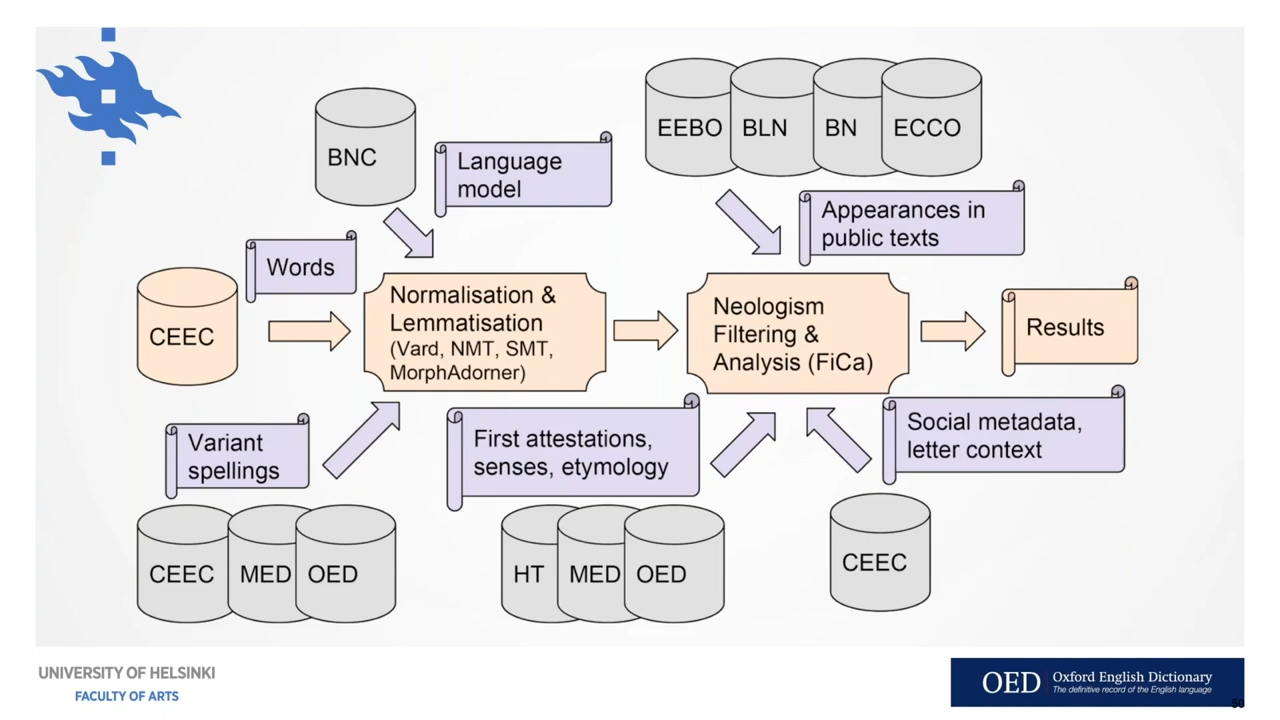 BNC
Language
model
EEBO
BLN
BN
ECCO
Appearances in
public texts
Words
CEEC
Normalisation &
Lemmatisation
(Vard, NMT, SMT,
MorphAdorner)
Neologism
Filtering &
Analysis (FiCa)
Results
Variant
spellings
First attestations,
senses, etymology
Social metadata,
letter context
CEEC
MED
OED
HT
MED
OED
CEEC
UNIVERSITY OF HELSINKI
FACULTY OF ARTS
OED
Oxford English Dictionary
The definitive record of the English language
50